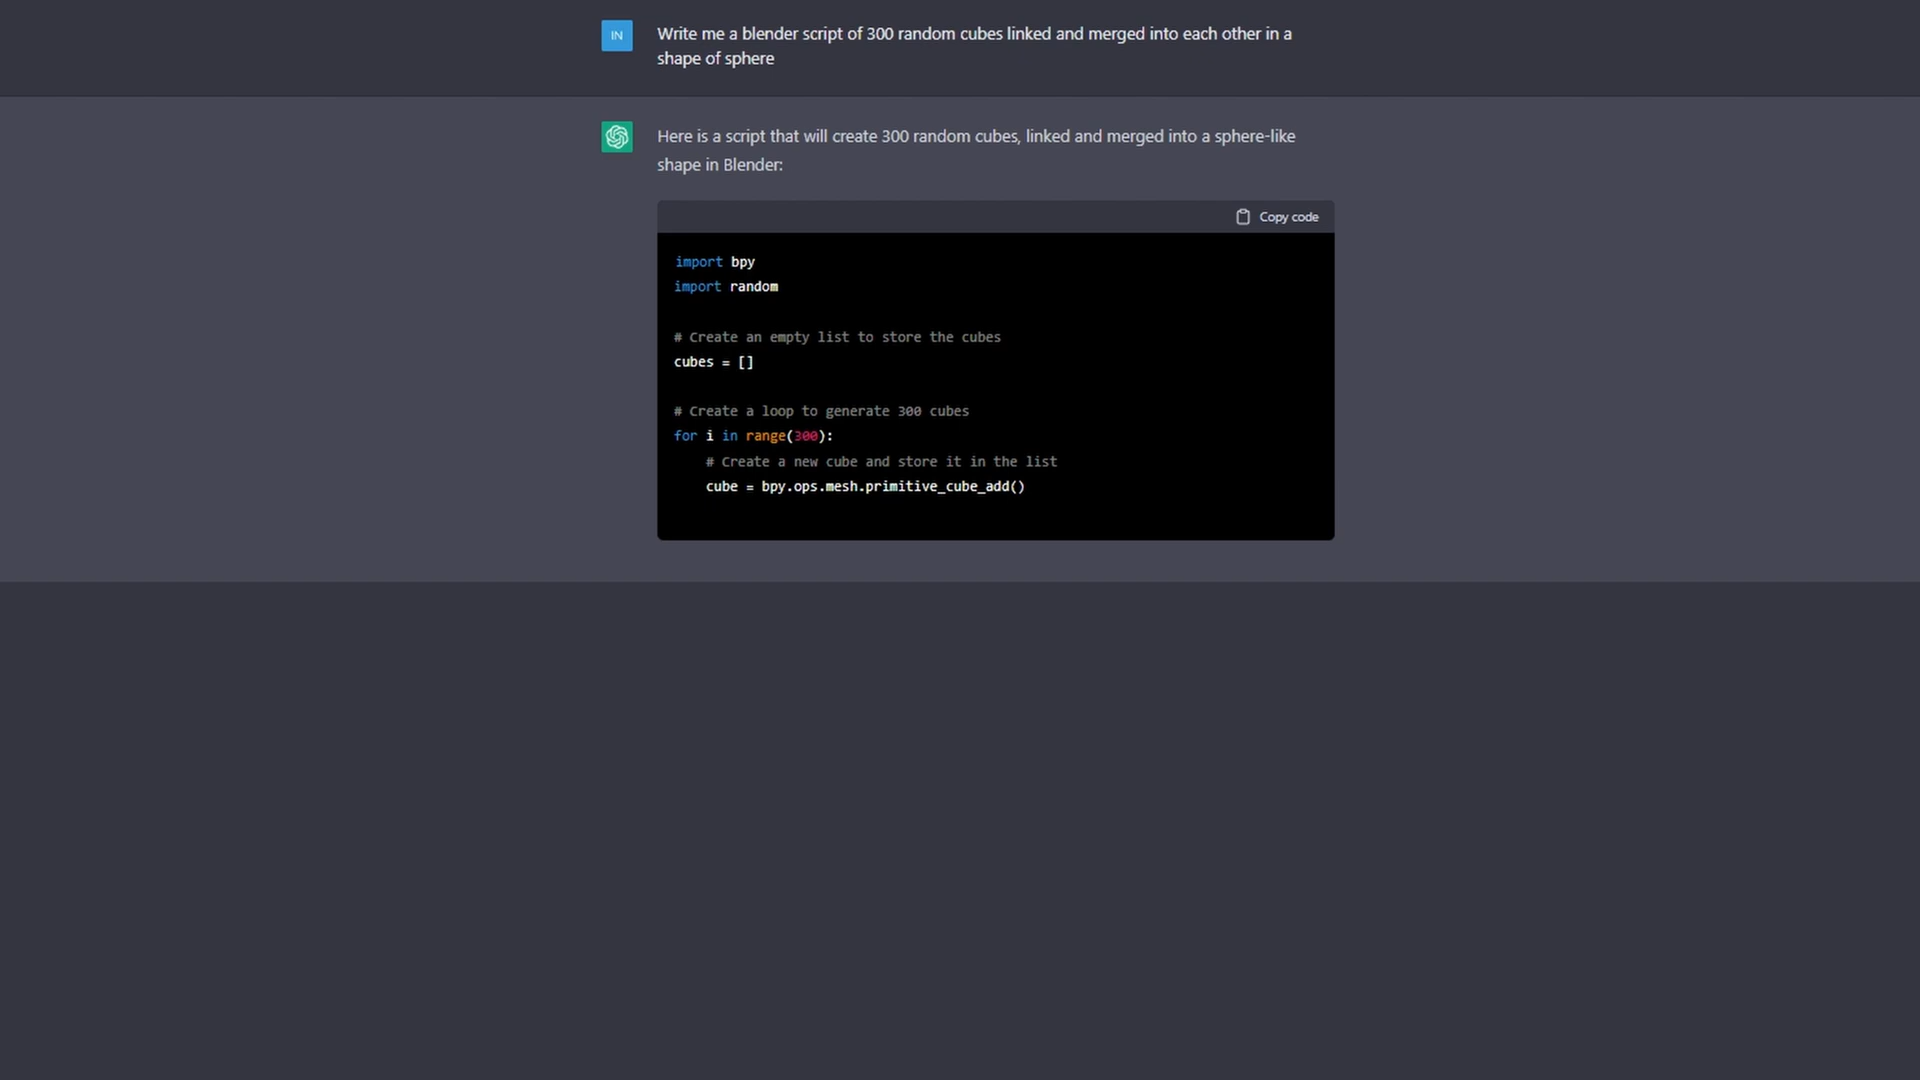 IN
Write me a blender script of 300 random cubes linked and merged into each other in a
shape of sphere
Here is a script that will create 300 random cubes, linked and merged into a sphere-like
shape in Blender:
Copy code
import bpy
import random
# Create an empty list to store the cubes
cubes = []
# Create a loop to generate 300 cubes
for i in range(300):
    # Create a new cube and store it in the list
    cube = bpy.ops.mesh.primitive_cube_add()